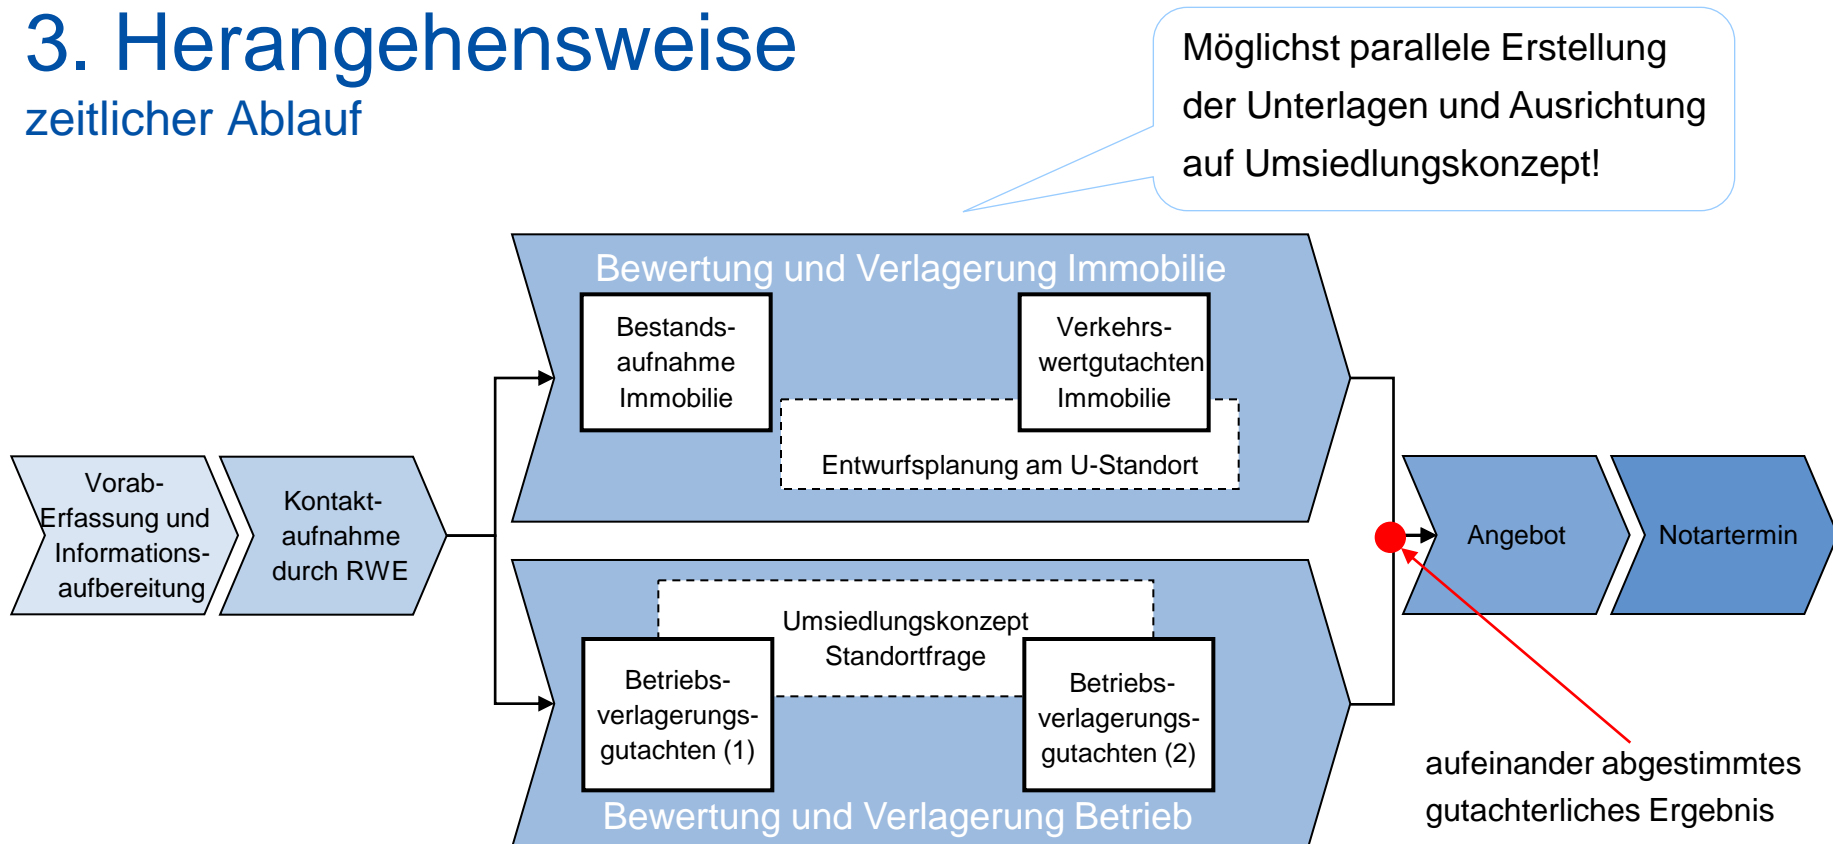 3. Herangehensweise
zeitlicher Ablauf
Möglichst parallele Erstellung
der Unterlagen und Ausrichtung
auf Umsiedlungskonzept!
Vorab-
Erfassung und
Informations-
aufbereitung
Kontakt-
aufnahme
durch RWE
Bewertung und Verlagerung Immobilie
Bestands-
aufnahme
Immobilie
Verkehrs-
wertgutachten
Immobilie
Entwurfsplanung am U-Standort
Umsiedlungskonzept
Standortfrage
Betriebs-
verlagerungs-
gutachten (1)
Betriebs-
verlagerungs-
gutachten (2)
Bewertung und Verlagerung Betrieb
Angebot
Notartermin
aufeinander abgestimmtes
gutachterliches Ergebnis